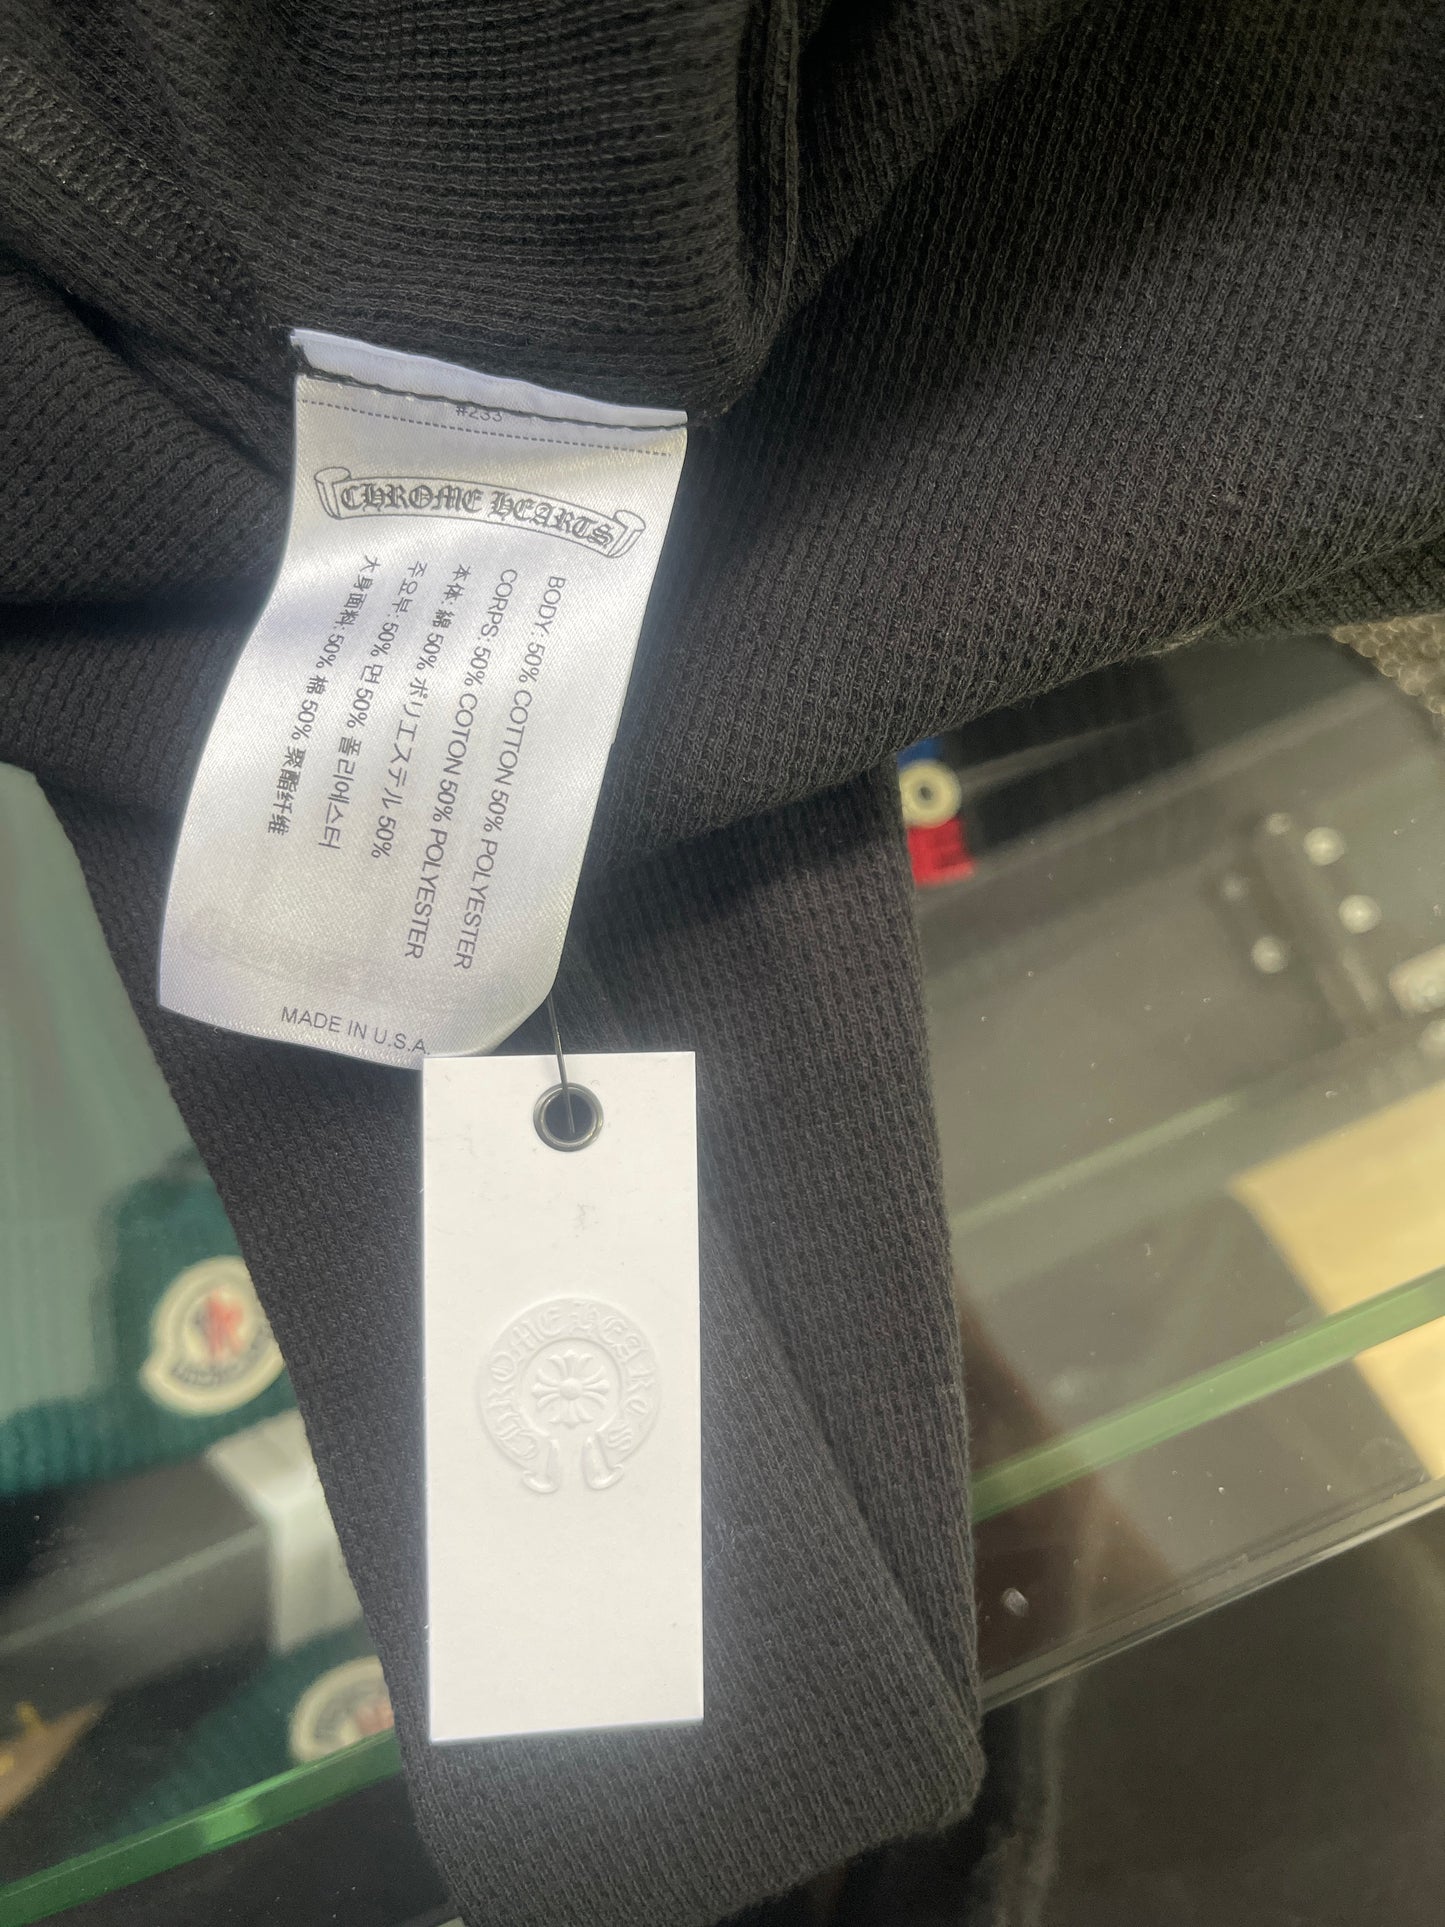 #233
CHROME HEARTS
BODY: 50% COTTON 50% POLYESTER
CORPS: 50% COTON 50% POLYESTER
本体: 綿 50% ポリエステル 50%
주요부: 50% 면 50% 폴리에스터
大身面料: 50% 棉 50% 聚酯纤维
MADE IN U.S.A.
CHROME HEARTS